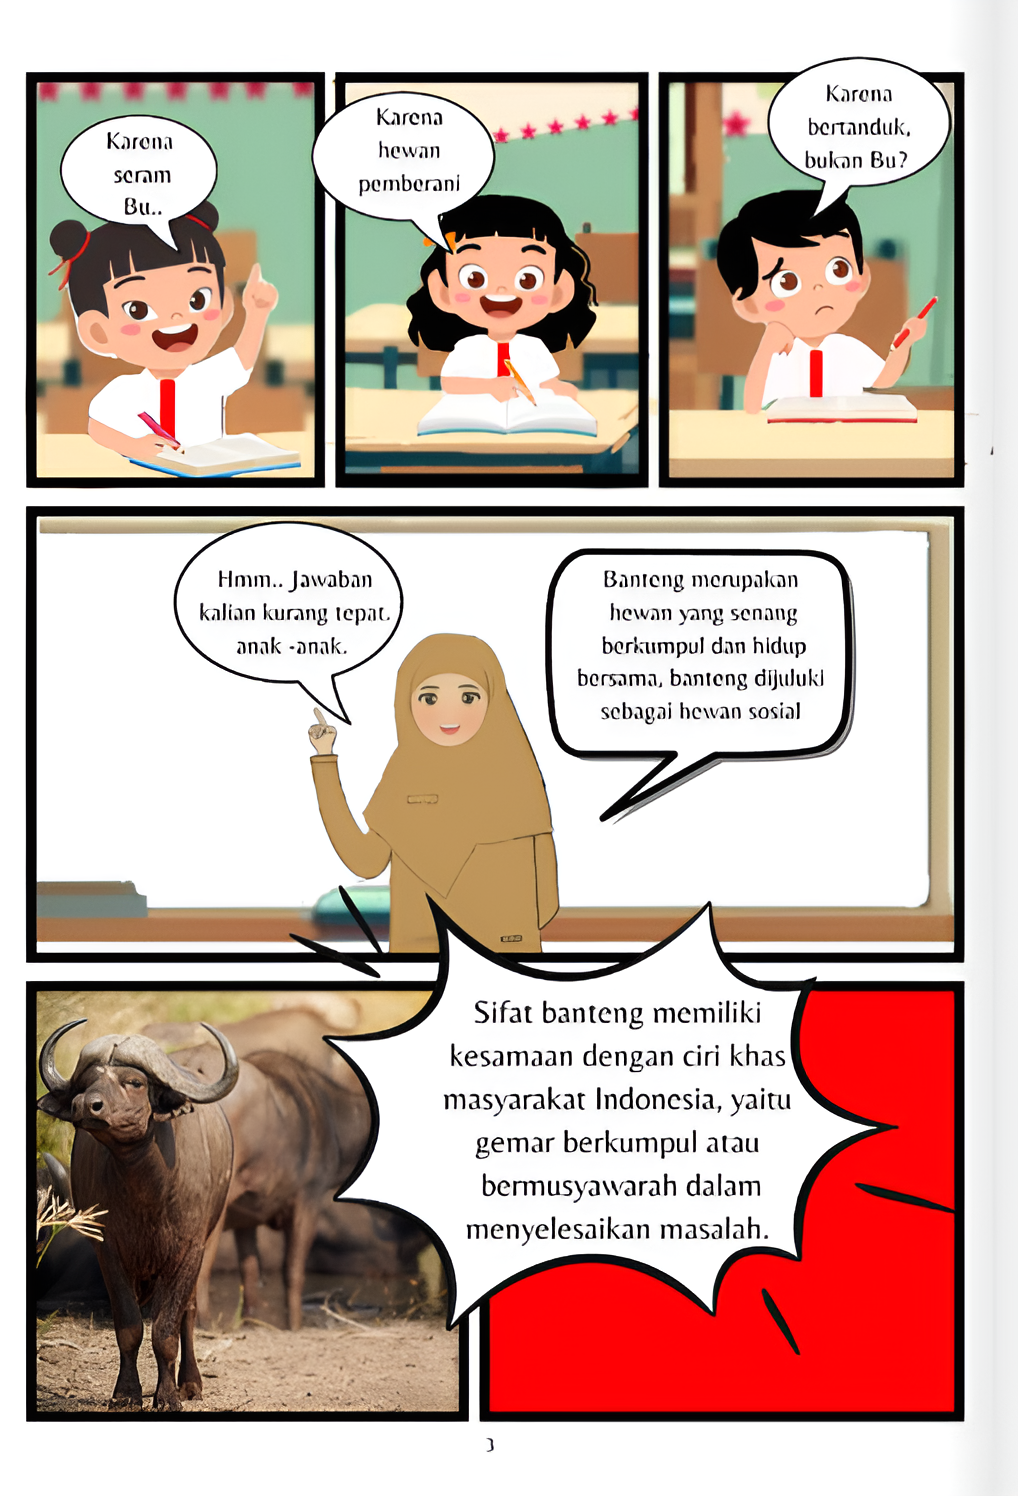 Karena
seram
Bu..
Karena
hewan
pemberani
Karena
bertanduk,
bukan Bu?
Hmm.. Jawaban
kalian kurang tepat,
anak -anak.
Banteng merupakan
hewan yang senang
berkumpul dan hidup
bersama, banteng dijuluki
sebagai hewan sosial
Sifat banteng memiliki
kesamaan dengan ciri khas
masyarakat Indonesia, yaitu
gemar berkumpul atau
bermusyawarah dalam
menyelesaikan masalah.
3